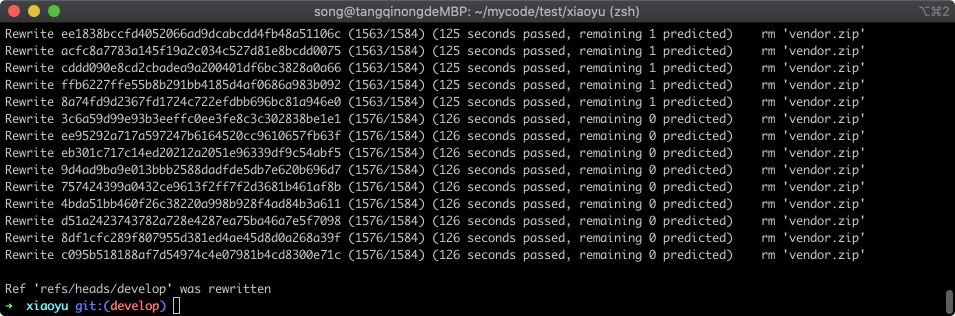 song@tangqinongdeMBP: ~/mycode/test/xiaoyu (zsh) ⌥⌘2
Rewrite ee1838bccfd4052066ad9dcabcdd4fb48a51106c (1563/1584) (125 seconds passed, remaining 1 predicted) rm 'vendor.zip'
Rewrite acfc8a7783a145f19a2c034c527d81e8bcdd0075 (1563/1584) (125 seconds passed, remaining 1 predicted) rm 'vendor.zip'
Rewrite cddd090e8cd2cbadea9a200401df6bc3828a0a66 (1563/1584) (125 seconds passed, remaining 1 predicted) rm 'vendor.zip'
Rewrite ffb6227ffe55b8b291bb4185d4af0686a983b092 (1563/1584) (125 seconds passed, remaining 1 predicted) rm 'vendor.zip'
Rewrite 8a74fd9d2367fd1724c722efdbb696bc81a946e0 (1563/1584) (125 seconds passed, remaining 1 predicted) rm 'vendor.zip'
Rewrite 3c6a59d99e93b3eeffc0ee3fe8c3c302838be1e1 (1576/1584) (126 seconds passed, remaining 0 predicted) rm 'vendor.zip'
Rewrite ee95292a717a597247b6164520cc9610657fb63f (1576/1584) (126 seconds passed, remaining 0 predicted) rm 'vendor.zip'
Rewrite eb301c717c14ed20212a2051e96339df9c54abf5 (1576/1584) (126 seconds passed, remaining 0 predicted) rm 'vendor.zip'
Rewrite 9d4ad9ba9e013bbb2588dadfde5db7e620b696d7 (1576/1584) (126 seconds passed, remaining 0 predicted) rm 'vendor.zip'
Rewrite 757424399a0432ce9613f2ff7f2d3681b461af8b (1576/1584) (126 seconds passed, remaining 0 predicted) rm 'vendor.zip'
Rewrite 4bda51bb460f26c38220a998b928f4ad84b3a611 (1576/1584) (126 seconds passed, remaining 0 predicted) rm 'vendor.zip'
Rewrite d51a2423743782a728e4287ea75ba46a7e5f7098 (1576/1584) (126 seconds passed, remaining 0 predicted) rm 'vendor.zip'
Rewrite 8df1cfc289f807955d381ed4ae45d8d0a268a39f (1576/1584) (126 seconds passed, remaining 0 predicted) rm 'vendor.zip'
Rewrite c095b518188af7d54974c4e07981b4cd8300e71c (1576/1584) (126 seconds passed, remaining 0 predicted) rm 'vendor.zip'
Ref 'refs/heads/develop' was rewritten
➜ xiaoyu git:(develop)